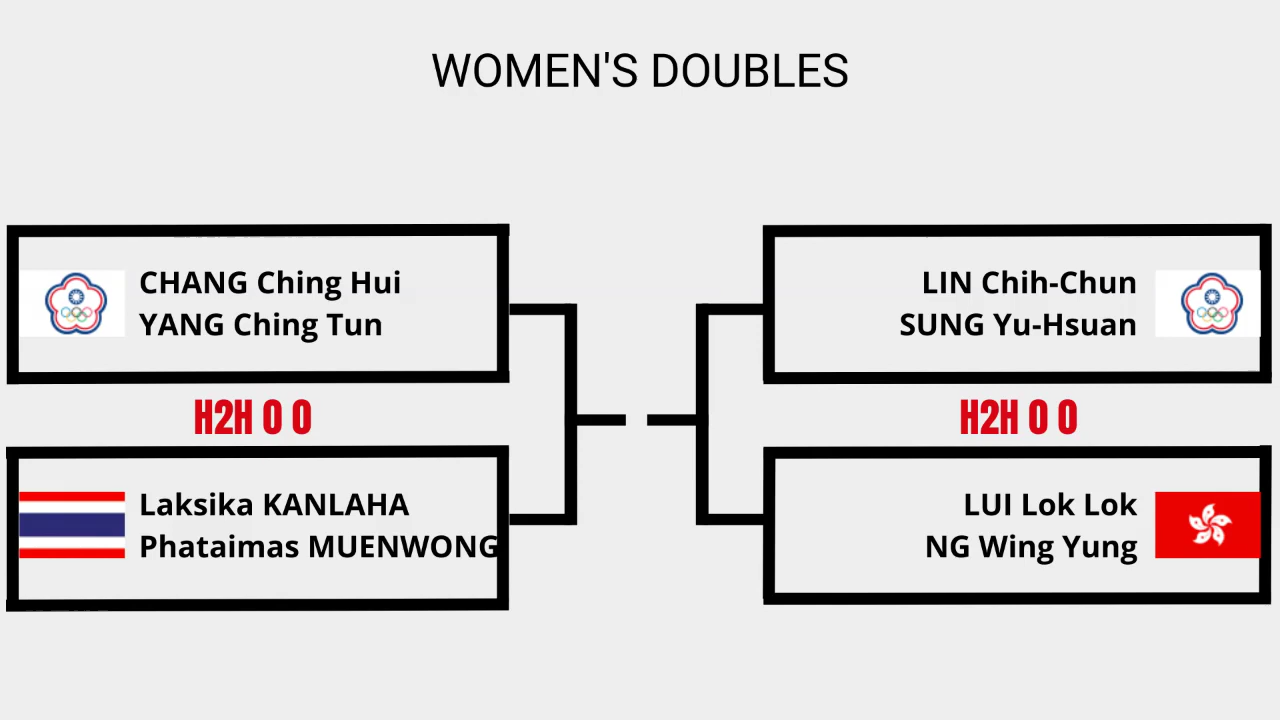 WOMEN'S DOUBLES
CHANG Ching Hui
YANG Ching Tun
H2H 0 0
Laksika KANLAHA
Phataimas MUENWONG
LIN Chih-Chun
SUNG Yu-Hsuan
H2H 0 0
LUI Lok Lok
NG Wing Yung